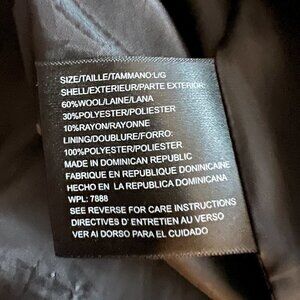 SIZE/TAILLE/TAMMANO:L/G
SHELL/EXTERIEUR/PARTE EXTERIOR:
60%WOOL/LAINE/LANA
30%POLYESTER/POLIESTER
10%RAYON/RAYONNE
LINING/DOUBLURE/FORRO:
100%POLYESTER/POLIESTER
MADE IN DOMINICAN REPUBLIC
FABRIQUE EN REPUBLIQUE DOMINICAINE
HECHO EN LA REPUBLICA DOMINICANA
WPL: 7888
SEE REVERSE FOR CARE INSTRUCTIONS
DIRECTIVES D' ENTRETIEN AU VERSO
VER AL DORSO PARA EL CUIDADO